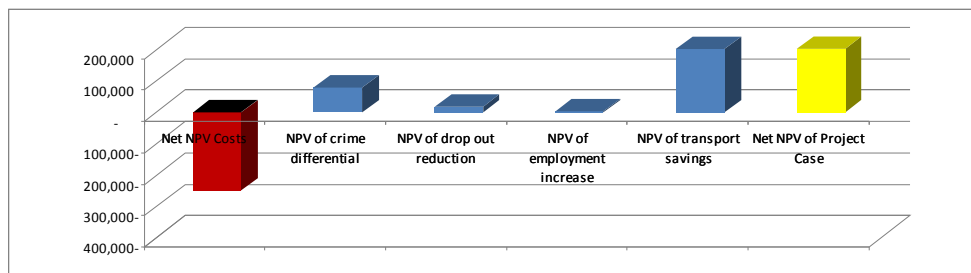 200,000
100,000
-
100,000-
200,000-
300,000-
400,000-
Net NPV Costs
NPV of crime
differential
NPV of drop out
reduction
NPV of
employment
increase
NPV of transport
savings
Net NPV of Project
Case